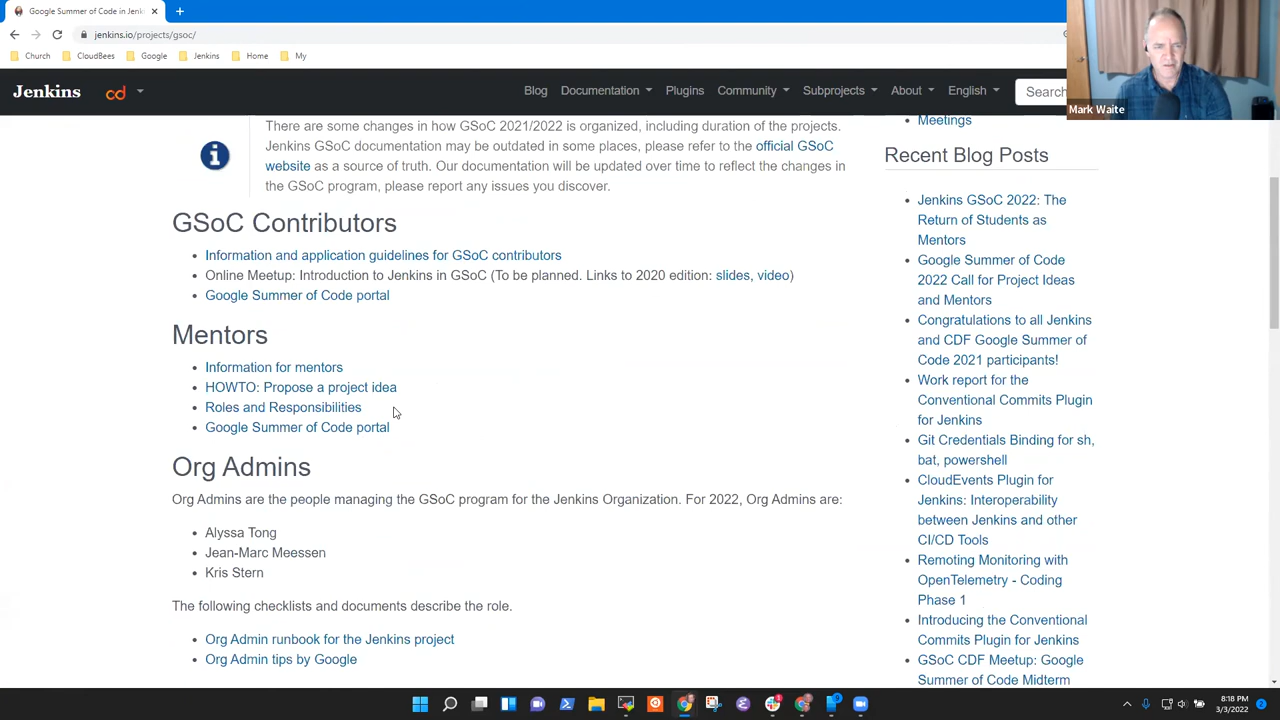 Google Summer of Code in Jenki
jenkins.io/projects/gsoc/
Church
CloudBees
Google
Jenkins
Home
My
Jenkins
cd
Blog
Documentation
Plugins
Community
Subprojects
About
English
Search
Mark Waite
There are some changes in how GSoC 2021/2022 is organized, including duration of the projects.
Jenkins GSoC documentation may be outdated in some places, please refer to the official GSoC
website as a source of truth. Our documentation will be updated over time to reflect the changes in
the GSoC program, please report any issues you discover.
GSoC Contributors
Information and application guidelines for GSoC contributors
Online Meetup: Introduction to Jenkins in GSoC (To be planned. Links to 2020 edition: slides, video)
Google Summer of Code portal
Mentors
Information for mentors
HOWTO: Propose a project idea
Roles and Responsibilities
Google Summer of Code portal
Org Admins
Org Admins are the people managing the GSoC program for the Jenkins Organization. For 2022, Org Admins are:
Alyssa Tong
Jean-Marc Meessen
Kris Stern
The following checklists and documents describe the role.
Org Admin runbook for the Jenkins project
Org Admin tips by Google
Meetings
Recent Blog Posts
Jenkins GSoC 2022: The
Return of Students as
Mentors
Google Summer of Code
2022 Call for Project Ideas
and Mentors
Congratulations to all Jenkins
and CDF Google Summer of
Code 2021 participants!
Work report for the
Conventional Commits Plugin
for Jenkins
Git Credentials Binding for sh,
bat, powershell
CloudEvents Plugin for
Jenkins: Interoperability
between Jenkins and other
CI/CD Tools
Remoting Monitoring with
OpenTelemetry - Coding
Phase 1
Introducing the Conventional
Commits Plugin for Jenkins
GSoC CDF Meetup: Google
Summer of Code Midterm
8:18 PM
3/3/2022